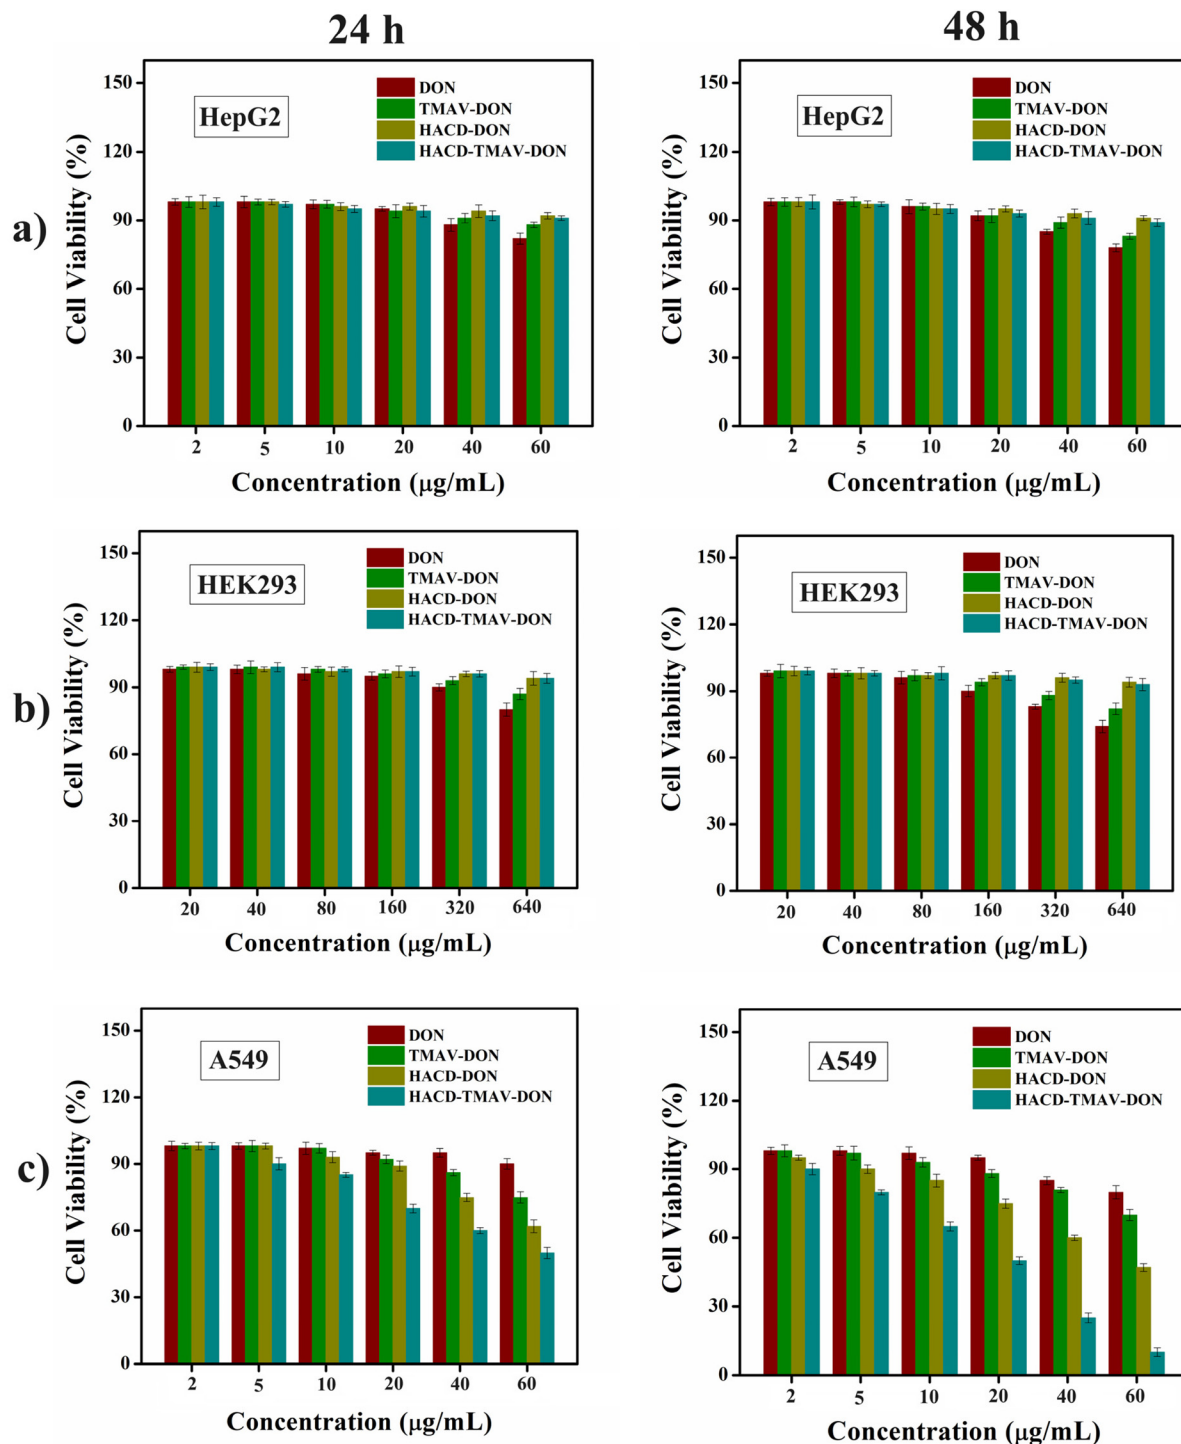 24 h
48 h
a)
150
120
90
60
30
0
Cell Viability (%)
HepG2
DON
TMAV-DON
HACD-DON
HACD-TMAV-DON
2 5 10 20 40 60
Concentration (μg/mL)
150
120
90
60
30
0
Cell Viability (%)
HepG2
DON
TMAV-DON
HACD-DON
HACD-TMAV-DON
2 5 10 20 40 60
Concentration (μg/mL)
b)
150
120
90
60
30
0
Cell Viability (%)
HEK293
DON
TMAV-DON
HACD-DON
HACD-TMAV-DON
20 40 80 160 320 640
Concentration (μg/mL)
150
120
90
60
30
0
Cell Viability (%)
HEK293
DON
TMAV-DON
HACD-DON
HACD-TMAV-DON
20 40 80 160 320 640
Concentration (μg/mL)
c)
150
120
90
60
30
0
Cell Viability (%)
A549
DON
TMAV-DON
HACD-DON
HACD-TMAV-DON
2 5 10 20 40 60
Concentration (μg/mL)
150
120
90
60
30
0
Cell Viability (%)
A549
DON
TMAV-DON
HACD-DON
HACD-TMAV-DON
2 5 10 20 40 60
Concentration (μg/mL)